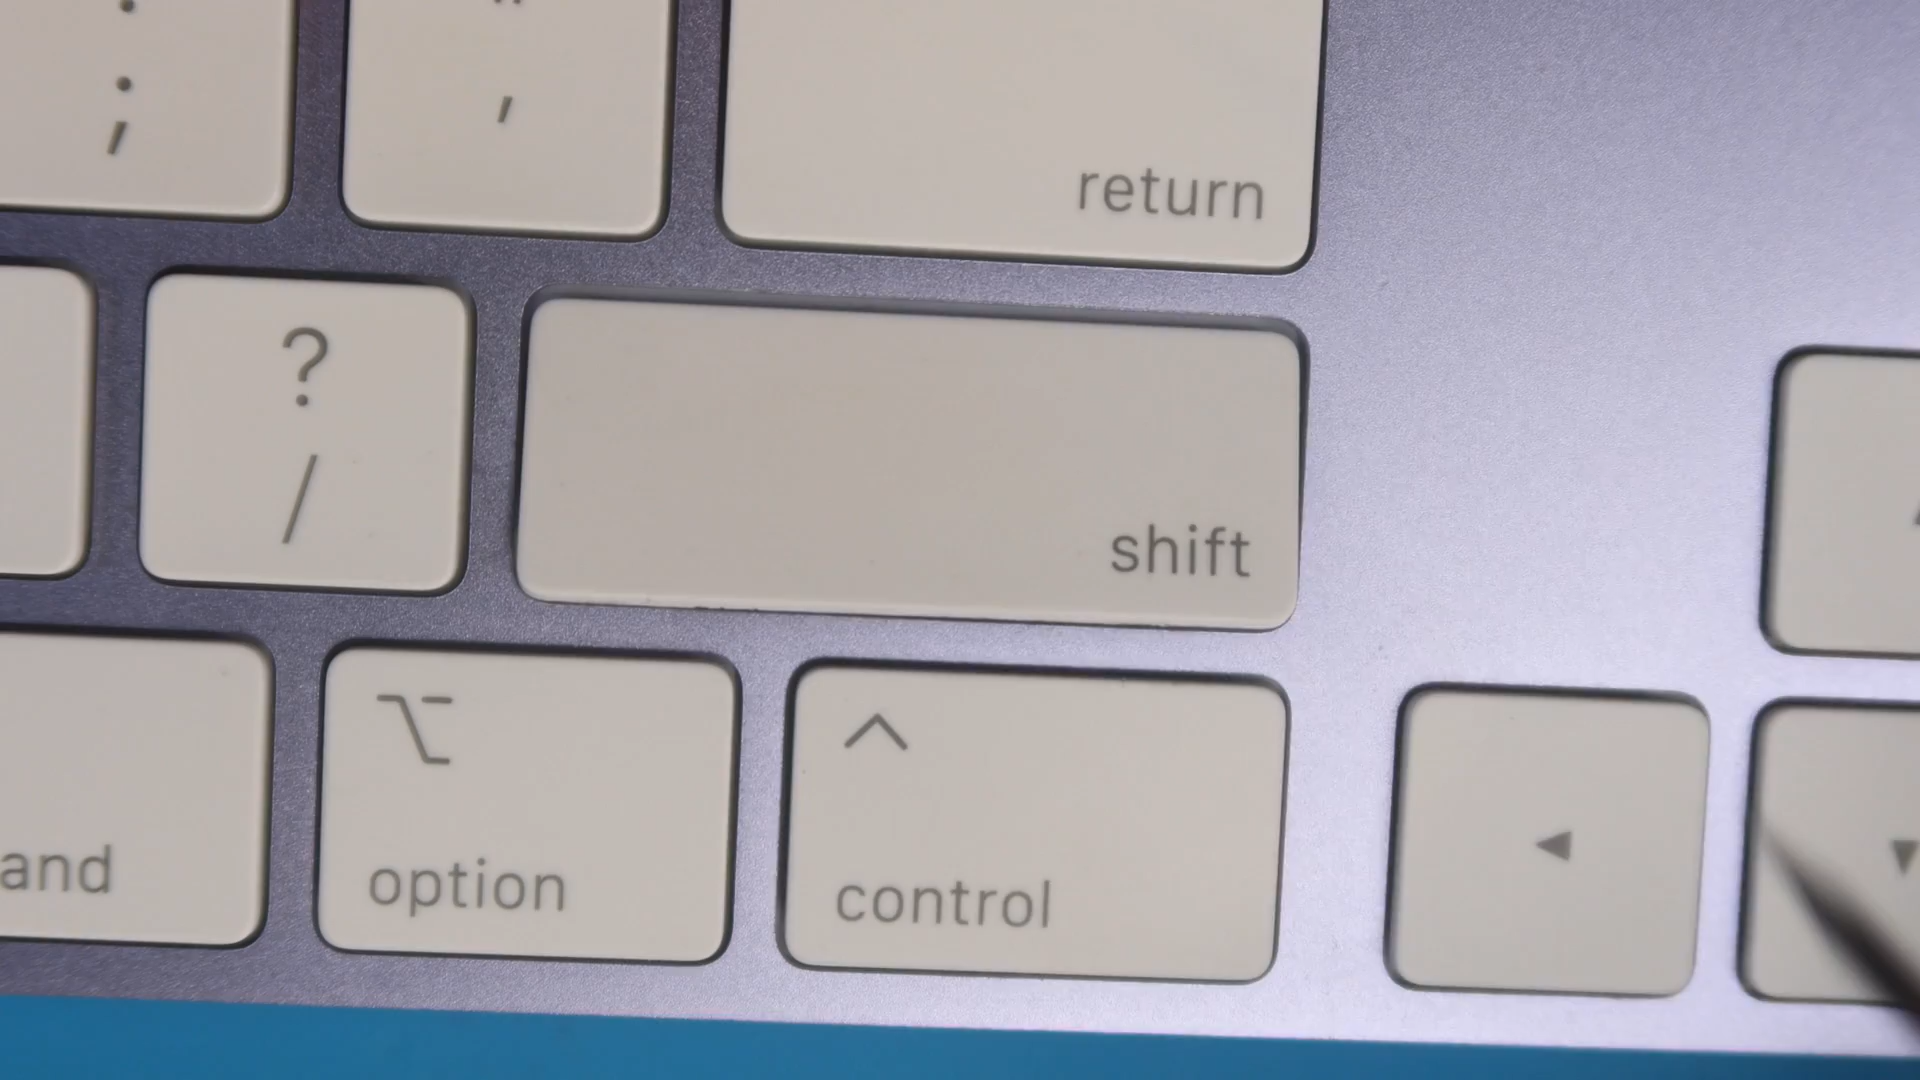 :
;
"
,
return
?
/
shift
and
⌥
option
^
control
◀
▼